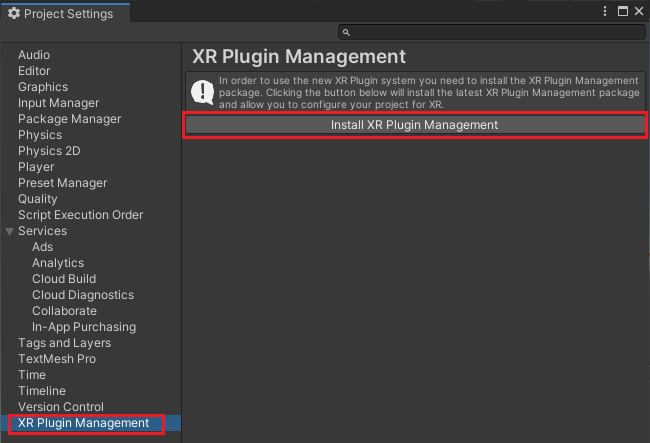 Project Settings
Audio
Editor
Graphics
Input Manager
Package Manager
Physics
Physics 2D
Player
Preset Manager
Quality
Script Execution Order
Services
Ads
Analytics
Cloud Build
Cloud Diagnostics
Collaborate
In-App Purchasing
Tags and Layers
TextMesh Pro
Time
Timeline
Version Control
XR Plugin Management
XR Plugin Management
In order to use the new XR Plugin system you need to install the XR Plugin Management
package. Clicking the button below will install the latest XR Plugin Management package
and allow you to configure your project for XR.
Install XR Plugin Management